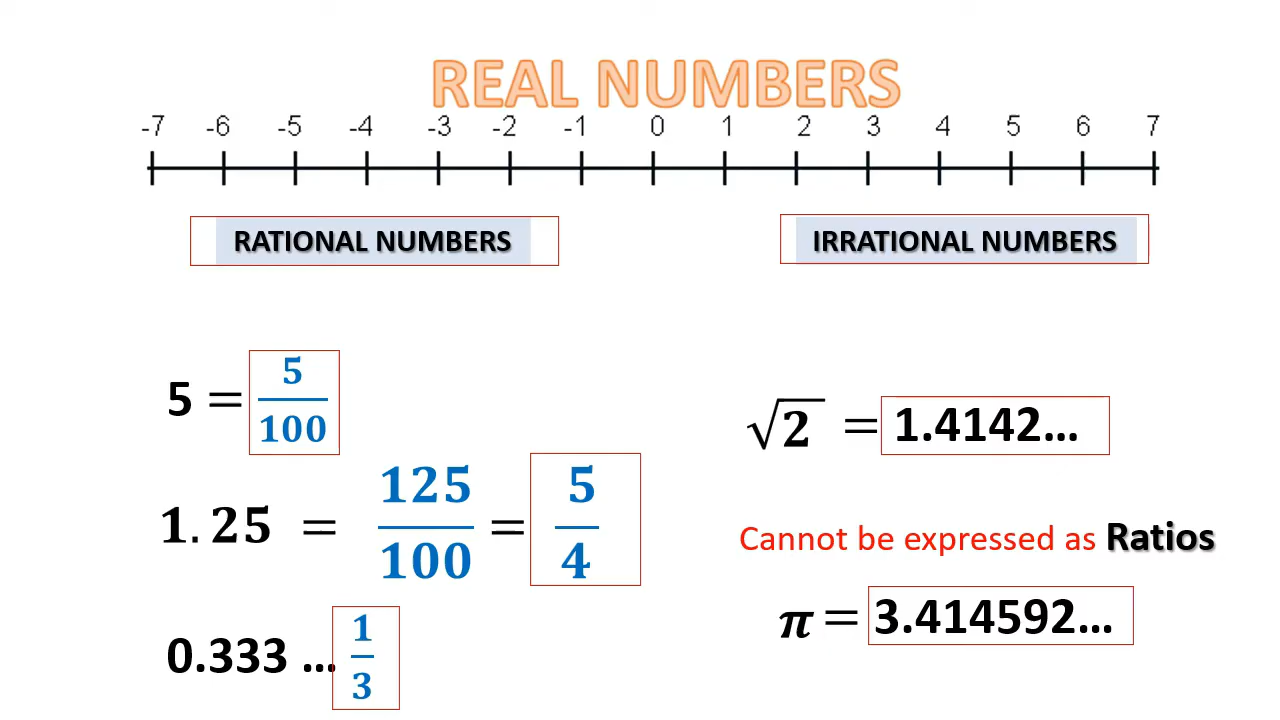 REAL NUMBERS
-7 -6 -5 -4 -3 -2 -1 0 1 2 3 4 5 6 7
RATIONAL NUMBERS
IRRATIONAL NUMBERS
5 = 5/100
1.25 = 125/100 = 5/4
0.333 ... 1/3
√2 = 1.4142...
Cannot be expressed as Ratios
π = 3.414592...